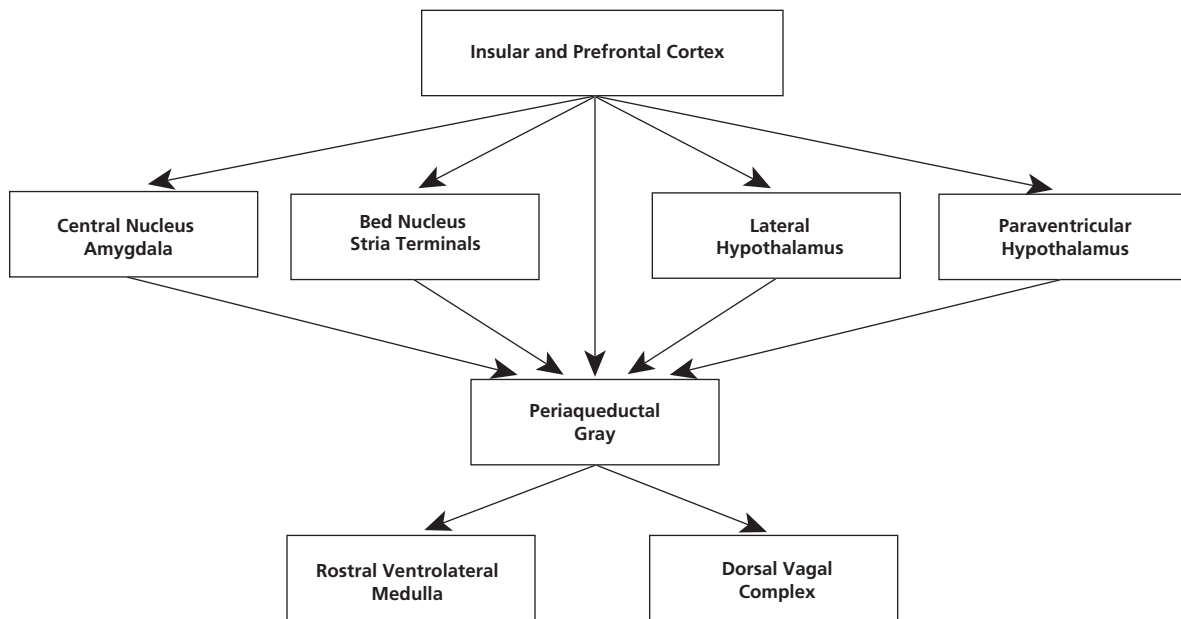 Insular and Prefrontal Cortex
Central Nucleus
Amygdala
Bed Nucleus
Stria Terminals
Lateral
Hypothalamus
Paraventricular
Hypothalamus
Periaqueductal
Gray
Rostral Ventrolateral
Medulla
Dorsal Vagal
Complex